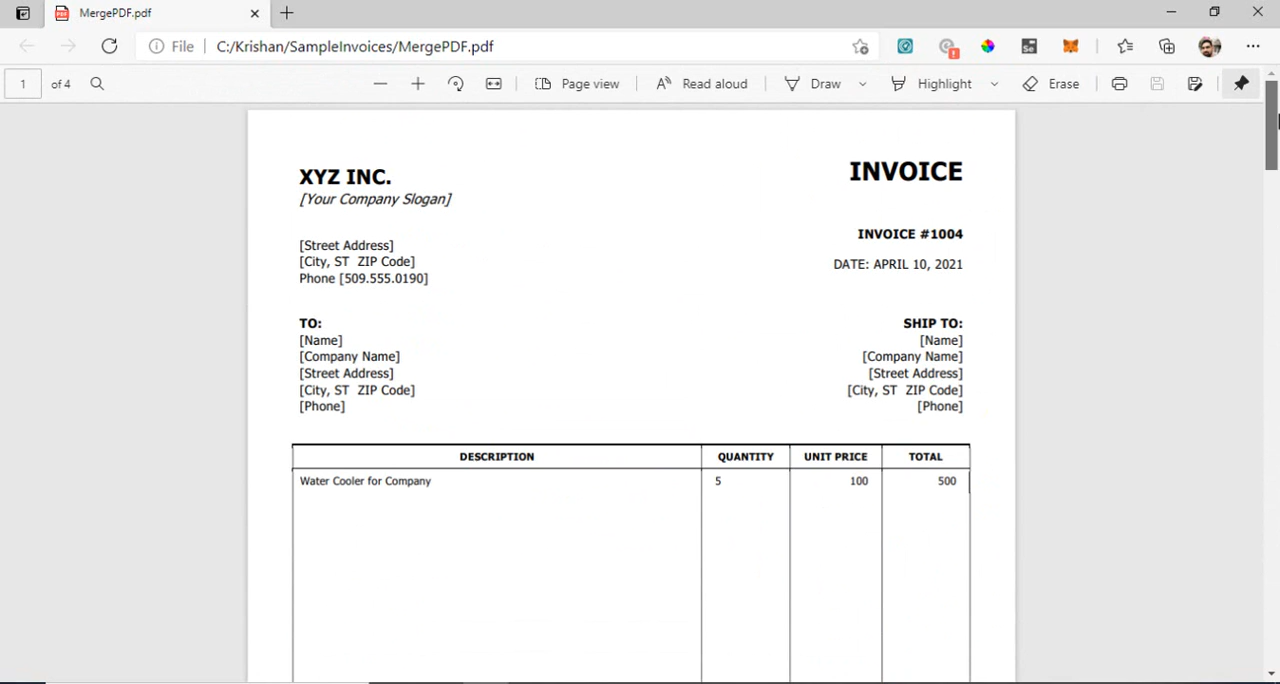 MergePDF.pdf
File C:/Krishan/SampleInvoices/MergePDF.pdf
1 of 4 Page view Read aloud Draw Highlight Erase
XYZ INC.
INVOICE
[Your Company Slogan]
INVOICE #1004
[Street Address]
[City, ST ZIP Code]
DATE: APRIL 10, 2021
Phone [509.555.0190]
TO:
SHIP TO:
[Name]
[Name]
[Company Name]
[Company Name]
[Street Address]
[Street Address]
[City, ST ZIP Code]
[City, ST ZIP Code]
[Phone]
[Phone]
DESCRIPTION QUANTITY UNIT PRICE TOTAL
Water Cooler for Company 5 100 500